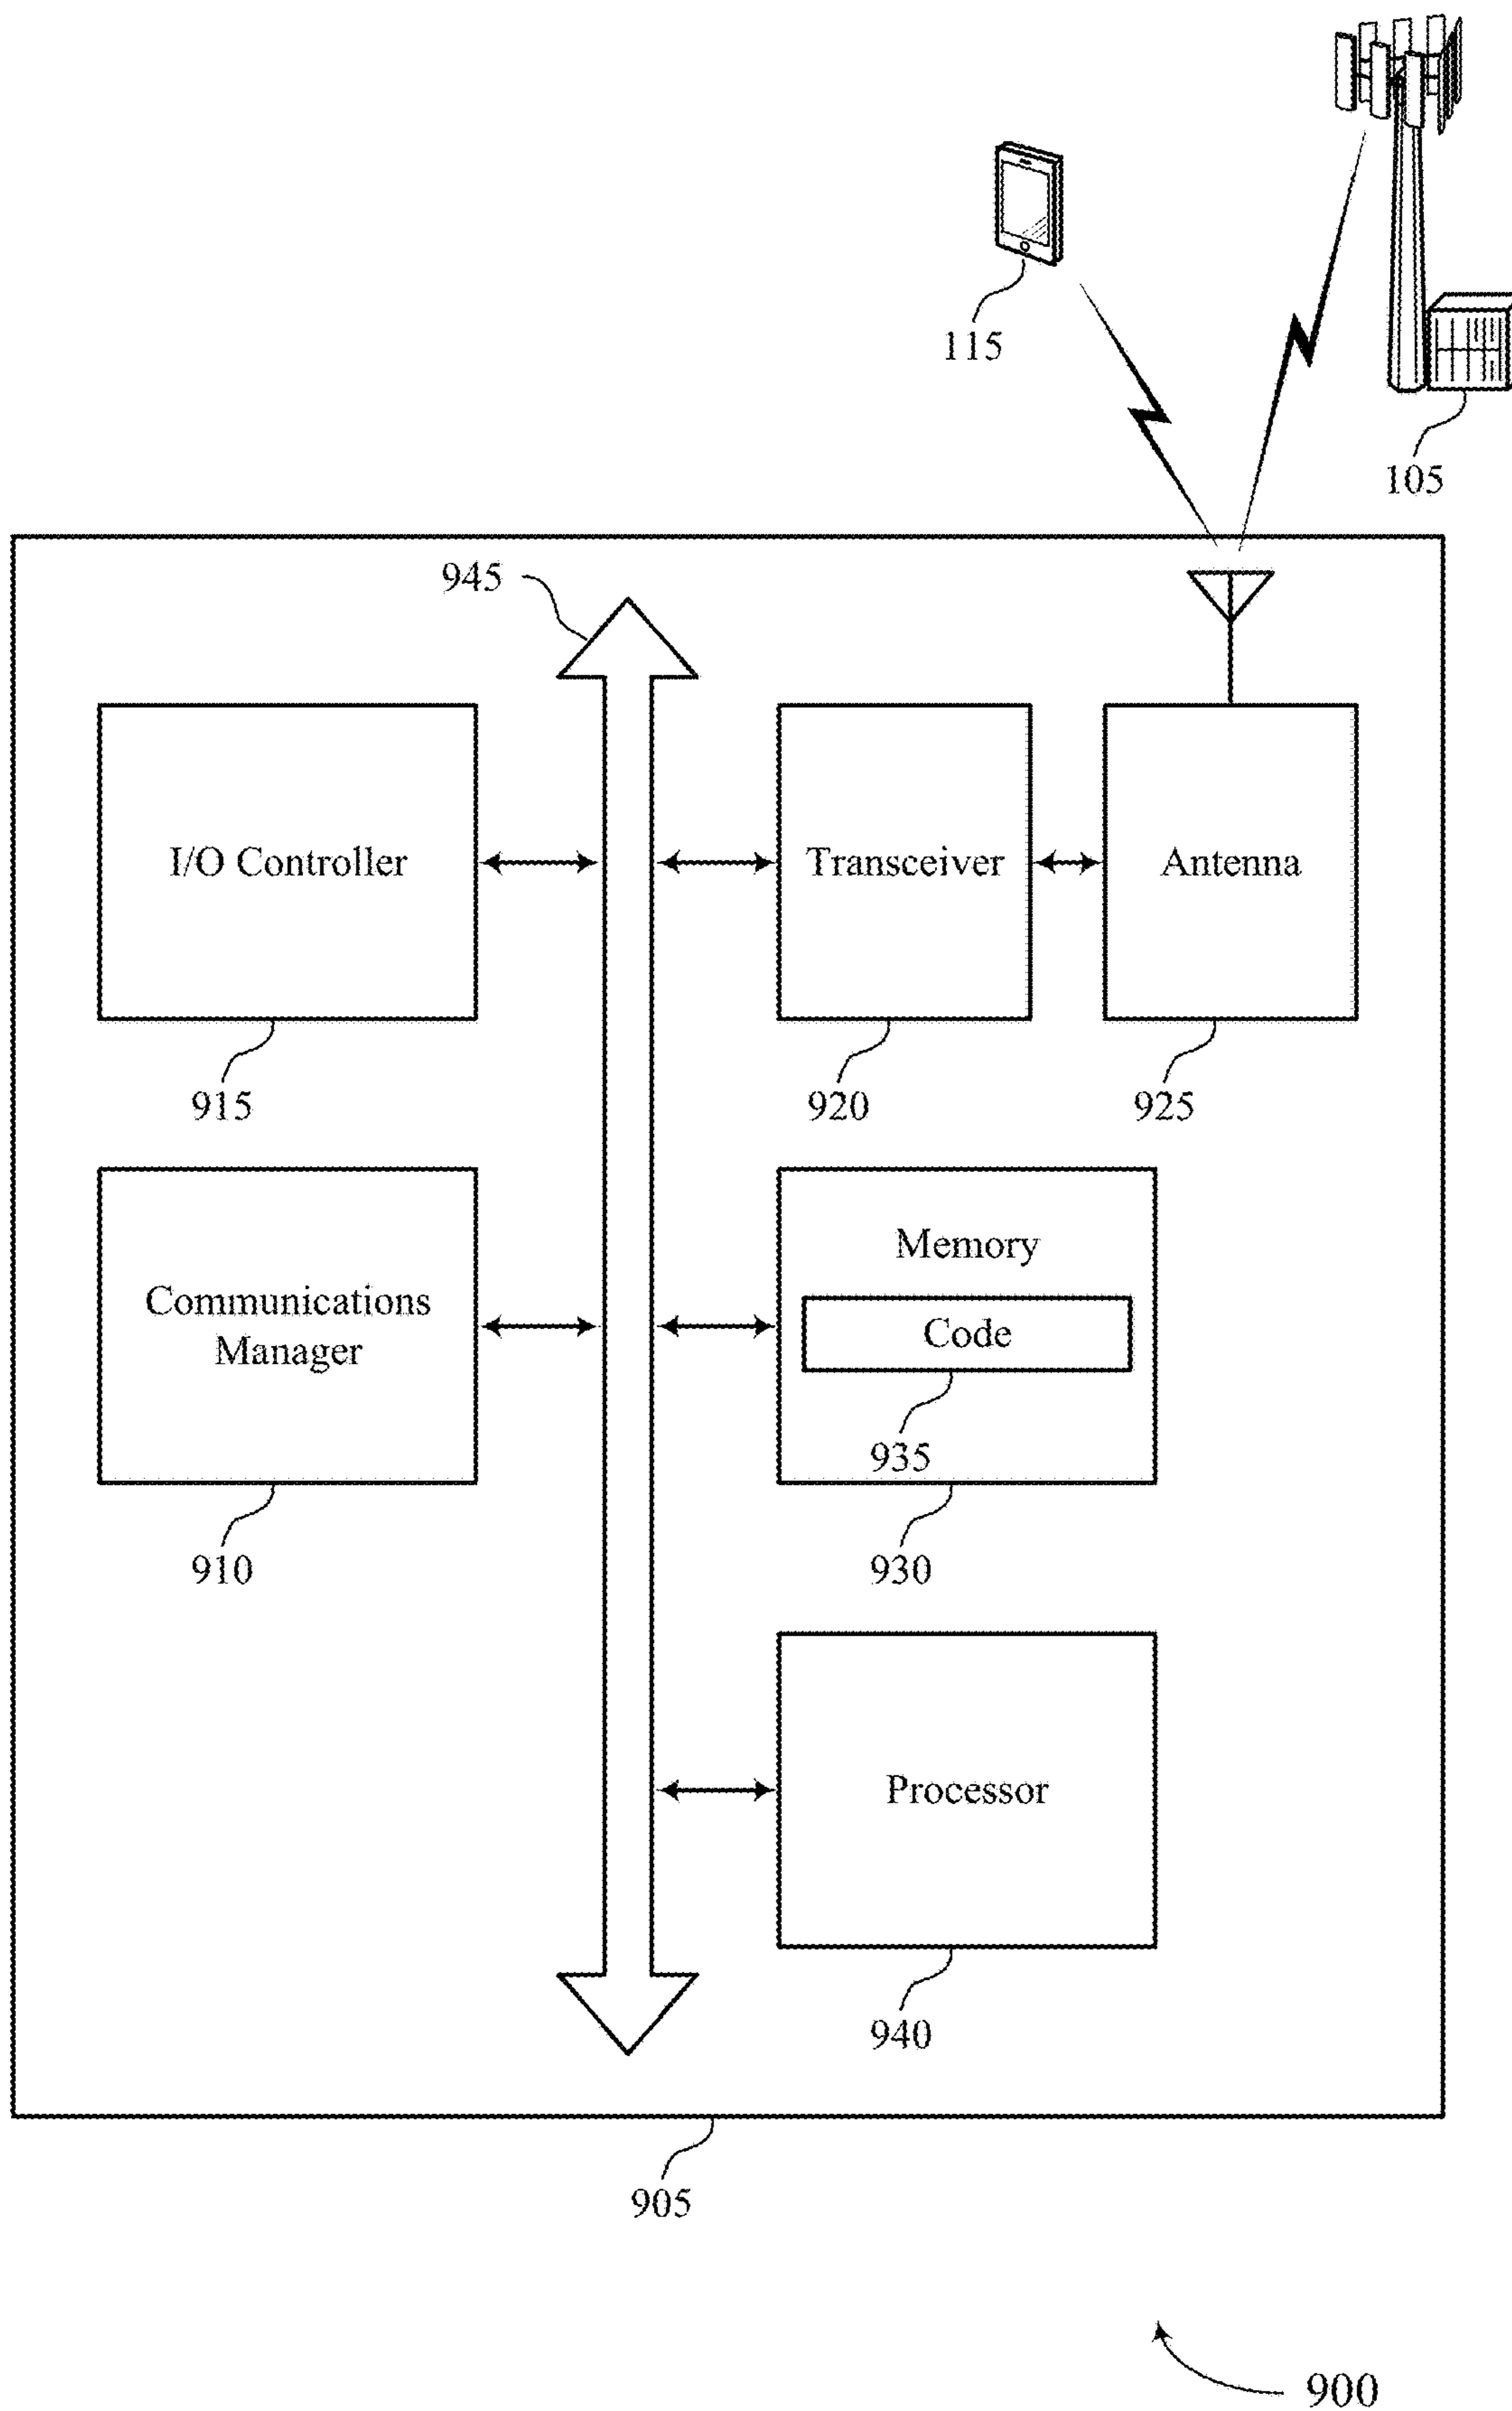 115
105
945
I/O Controller
Transceiver
Antenna
915
920
925
Communications
Manager
Memory
Code
935
910
930
Processor
940
905
900